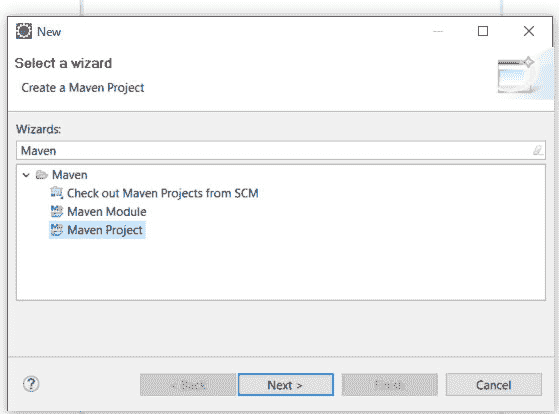 New
Select a wizard
Create a Maven Project
Wizards:
Maven
Maven
Check out Maven Projects from SCM
Maven Module
Maven Project
?
< Back Next > Finish Cancel